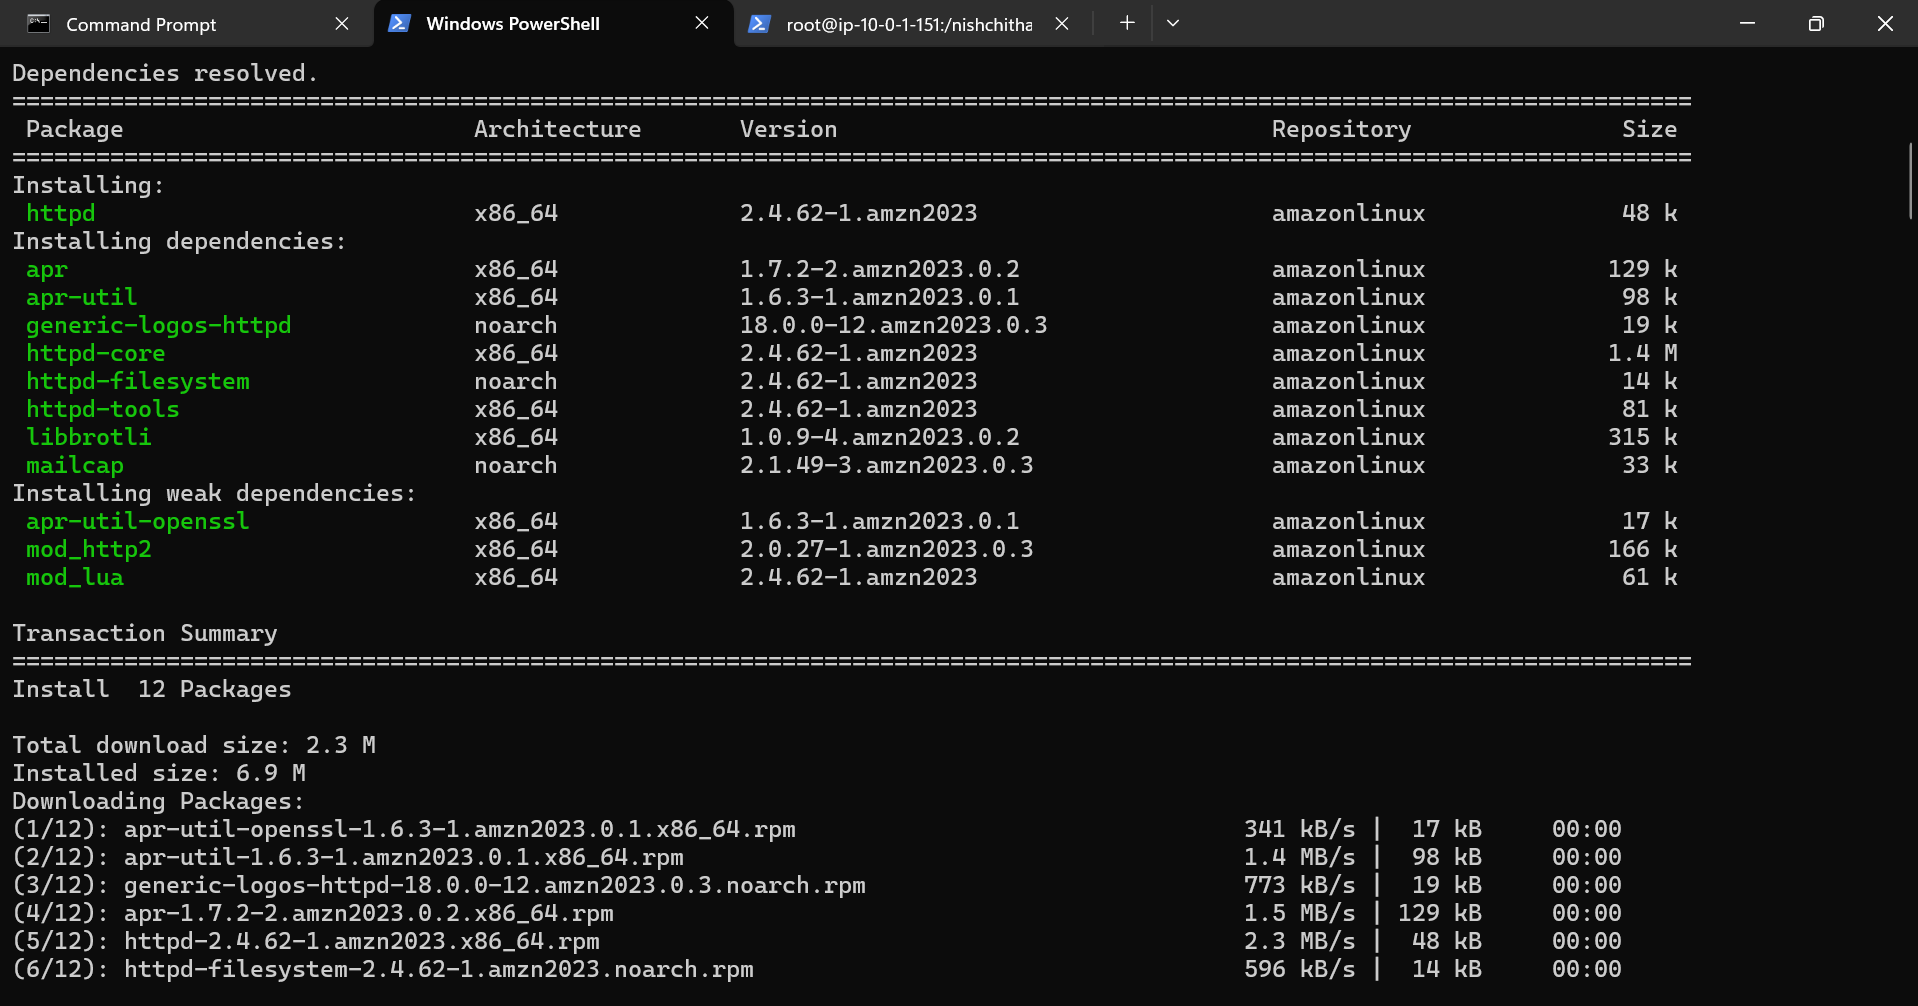 Command Prompt Windows PowerShell root@ip-10-0-1-151:/nishchitha
Dependencies resolved.
================================================================================
Package Architecture Version Repository Size
================================================================================
Installing:
httpd x86_64 2.4.62-1.amzn2023 amazonlinux 48 k
Installing dependencies:
apr x86_64 1.7.2-2.amzn2023.0.2 amazonlinux 129 k
apr-util x86_64 1.6.3-1.amzn2023.0.1 amazonlinux 98 k
generic-logos-httpd noarch 18.0.0-12.amzn2023.0.3 amazonlinux 19 k
httpd-core x86_64 2.4.62-1.amzn2023 amazonlinux 1.4 M
httpd-filesystem noarch 2.4.62-1.amzn2023 amazonlinux 14 k
httpd-tools x86_64 2.4.62-1.amzn2023 amazonlinux 81 k
libbrotli x86_64 1.0.9-4.amzn2023.0.2 amazonlinux 315 k
mailcap noarch 2.1.49-3.amzn2023.0.3 amazonlinux 33 k
Installing weak dependencies:
apr-util-openssl x86_64 1.6.3-1.amzn2023.0.1 amazonlinux 17 k
mod_http2 x86_64 2.0.27-1.amzn2023.0.3 amazonlinux 166 k
mod_lua x86_64 2.4.62-1.amzn2023 amazonlinux 61 k
Transaction Summary
================================================================================
Install 12 Packages
Total download size: 2.3 M
Installed size: 6.9 M
Downloading Packages:
(1/12): apr-util-openssl-1.6.3-1.amzn2023.0.1.x86_64.rpm 341 kB/s | 17 kB 00:00
(2/12): apr-util-1.6.3-1.amzn2023.0.1.x86_64.rpm 1.4 MB/s | 98 kB 00:00
(3/12): generic-logos-httpd-18.0.0-12.amzn2023.0.3.noarch.rpm 773 kB/s | 19 kB 00:00
(4/12): apr-1.7.2-2.amzn2023.0.2.x86_64.rpm 1.5 MB/s | 129 kB 00:00
(5/12): httpd-2.4.62-1.amzn2023.x86_64.rpm 2.3 MB/s | 48 kB 00:00
(6/12): httpd-filesystem-2.4.62-1.amzn2023.noarch.rpm 596 kB/s | 14 kB 00:00